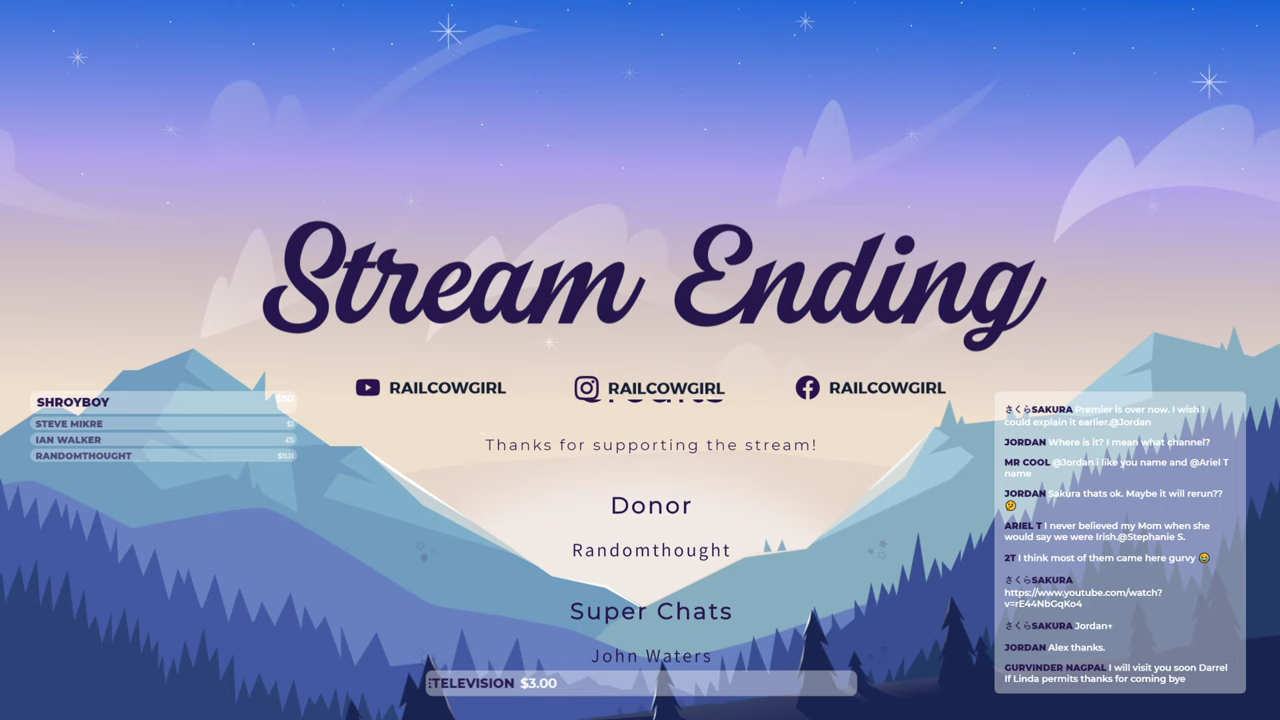 Stream Ending
RAILCOWGIRL
RAILCOWGIRL
RAILCOWGIRL
Credits
Thanks for supporting the stream!
Donor
Randomthought
Super Chats
John Waters
TELEVISION $3.00
SHROYBOY $50
STEVE MIKRE $1
IAN WALKER £5
RANDOMTHOUGHT $11.11
さくらSAKURA Premier is over now. I wish I
could explain it earlier.@Jordan
JORDAN Where is it? I mean what channel?
MR COOL @Jordan i like you name and @Ariel T
name
JORDAN Sakura thats ok. Maybe it will rerun??
😕
ARIEL T I never believed my Mom when she
would say we were Irish.@Stephanie S.
2T I think most of them came here gurvy 😄
さくらSAKURA
https://www.youtube.com/watch?
v=rE44NbGqKo4
さくらSAKURA Jordan↑
JORDAN Alex thanks.
GURVINDER NAGPAL I will visit you soon Darrel
If Linda permits thanks for coming bye